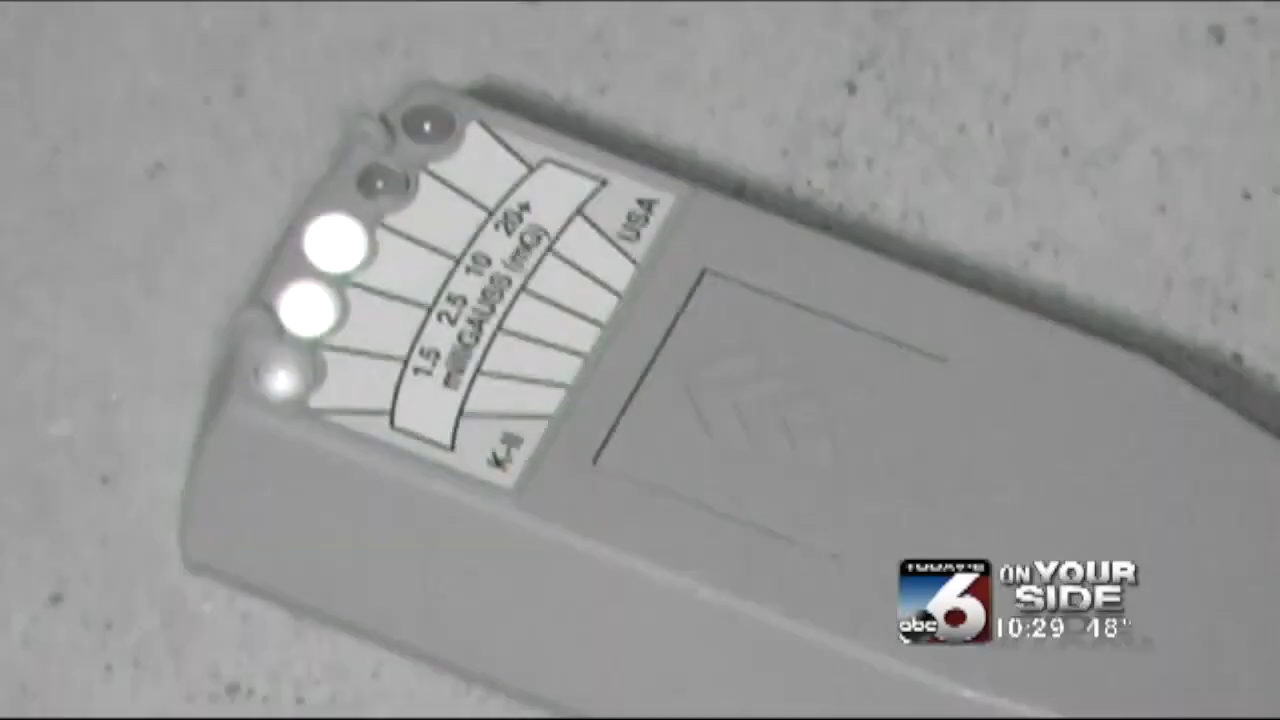 1.5 2.5 10 20+
milliGAUSS (mG)
USA
K-II
TODAY'S
6
abc
ON YOUR
SIDE
10:29 48°